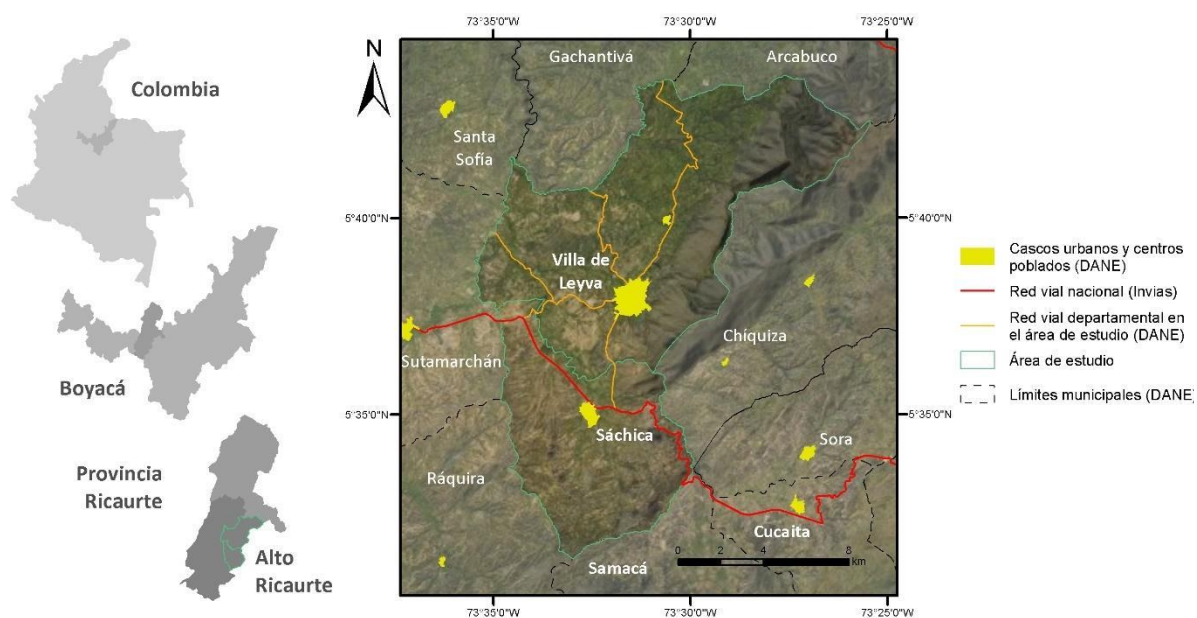 Colombia
Boyacá
Provincia
Ricaurte
Alto
Ricaurte
N
73°35'0"W
73°30'0"W
73°25'0"W
Gachantivá
Arcabuco
Santa
Sofía
5°40'0"N
5°40'0"N
Villa de
Leyva
Chíquiza
Sutamarchán
5°35'0"N
5°35'0"N
Sáchica
Sora
Ráquira
Cucaita
Samacá
0 2 4 8
km
73°35'0"W
73°30'0"W
73°25'0"W
Cascos urbanos y centros
poblados (DANE)
Red vial nacional (Invias)
Red vial departamental en
el área de estudio (DANE)
Área de estudio
Límites municipales (DANE)